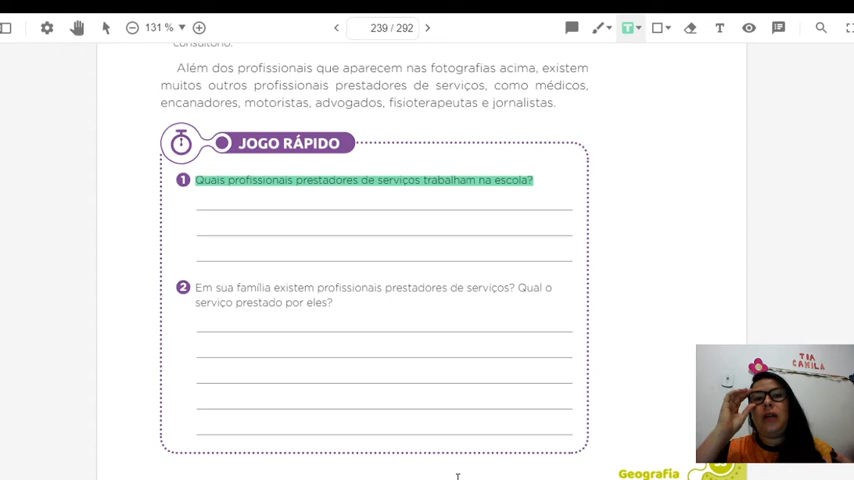 131 %
239 / 292
consultório.
Além dos profissionais que aparecem nas fotografias acima, existem
muitos outros profissionais prestadores de serviços, como médicos,
encanadores, motoristas, advogados, fisioterapeutas e jornalistas.
JOGO RÁPIDO
1 Quais profissionais prestadores de serviços trabalham na escola?
2 Em sua família existem profissionais prestadores de serviços? Qual o
serviço prestado por eles?
TIA
CAMILA
Geografia